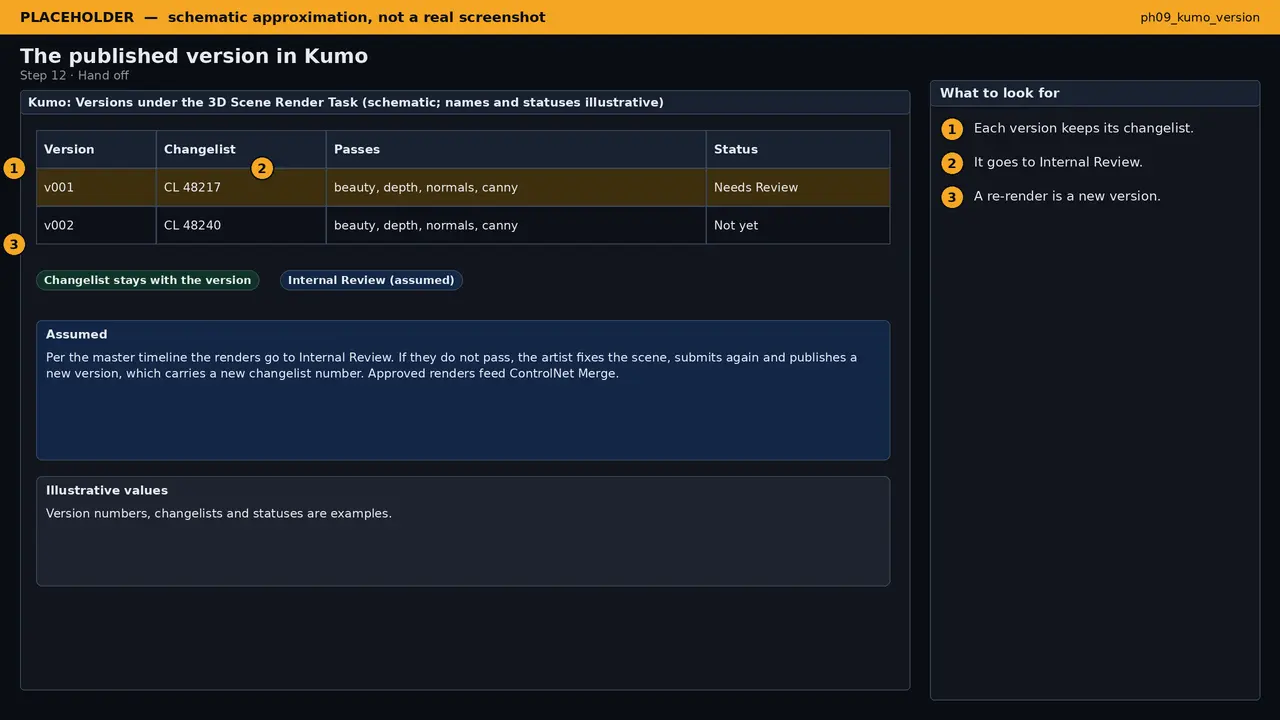 PLACEHOLDER — schematic approximation, not a real screenshot
ph09_kumo_version
The published version in Kumo
Step 12 · Hand off
Kumo: Versions under the 3D Scene Render Task (schematic; names and statuses illustrative)
Version Changelist Passes Status
1
2
v001 CL 48217 beauty, depth, normals, canny Needs Review
v002 CL 48240 beauty, depth, normals, canny Not yet
3
Changelist stays with the version
Internal Review (assumed)
Assumed
Per the master timeline the renders go to Internal Review. If they do not pass, the artist fixes the scene, submits again and publishes a
new version, which carries a new changelist number. Approved renders feed ControlNet Merge.
Illustrative values
Version numbers, changelists and statuses are examples.
What to look for
1 Each version keeps its changelist.
2 It goes to Internal Review.
3 A re-render is a new version.